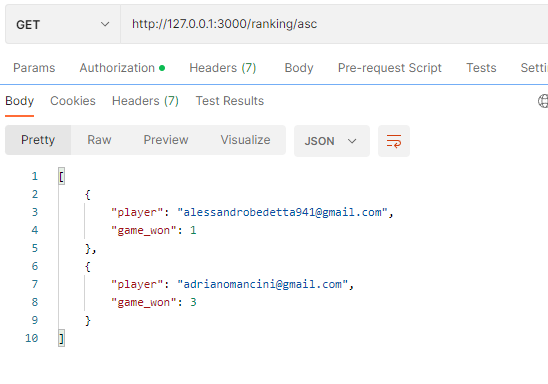 GET http://127.0.0.1:3000/ranking/asc
Params Authorization Headers (7) Body Pre-request Script Tests Setti
Body Cookies Headers (7) Test Results
Pretty Raw Preview Visualize JSON
1 [
2 {
3 "player": "alessandrobedetta941@gmail.com",
4 "game_won": 1
5 },
6 {
7 "player": "adrianomancini@gmail.com",
8 "game_won": 3
9 }
10 ]